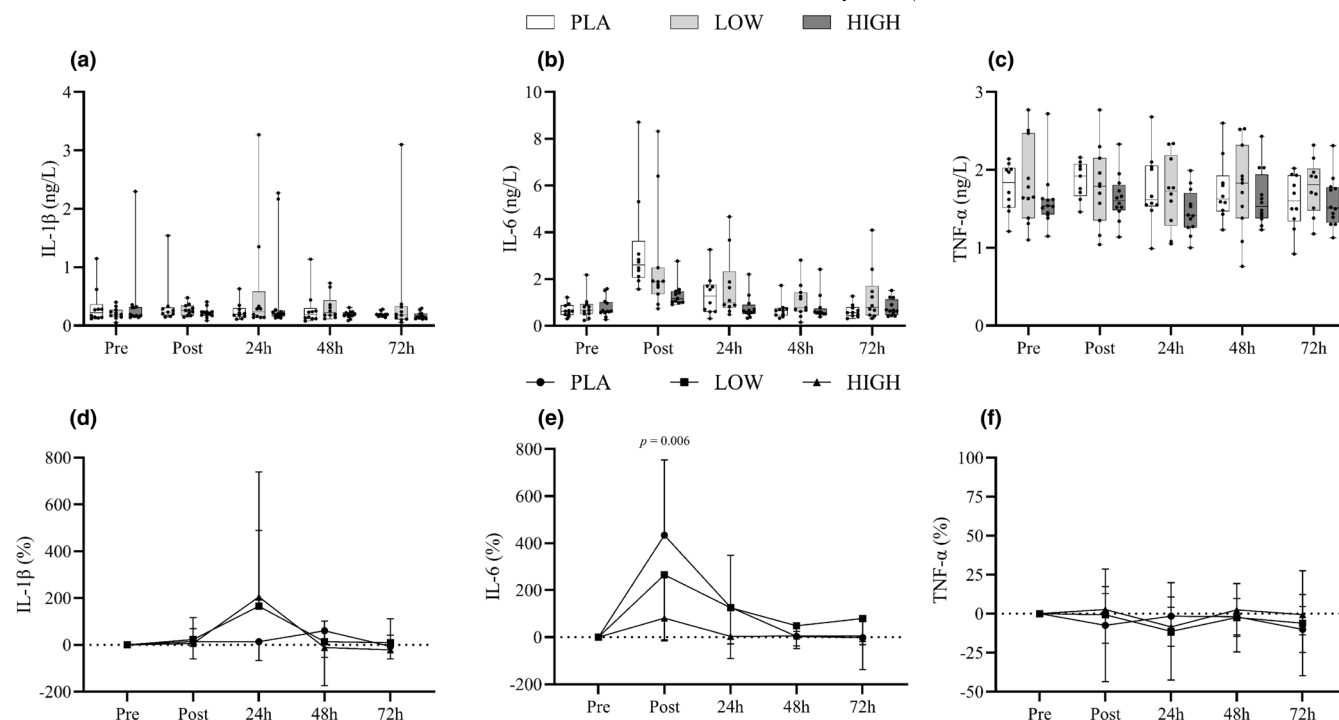 PLA LOW HIGH
(a) (b) (c)
IL-1β (ng/L)
4
3
2
1
0
Pre Post 24h 48h 72h
IL-6 (ng/L)
10
8
6
4
2
0
Pre Post 24h 48h 72h
TNF-α (ng/L)
3
2
1
0
Pre Post 24h 48h 72h
PLA LOW HIGH
(d) (e) (f)
IL-1β (%)
800
600
400
200
0
-200
Pre Post 24h 48h 72h
IL-6 (%)
p = 0.006
800
600
400
200
0
-200
Pre Post 24h 48h 72h
TNF-α (%)
100
75
50
25
0
-25
-50
Pre Post 24h 48h 72h